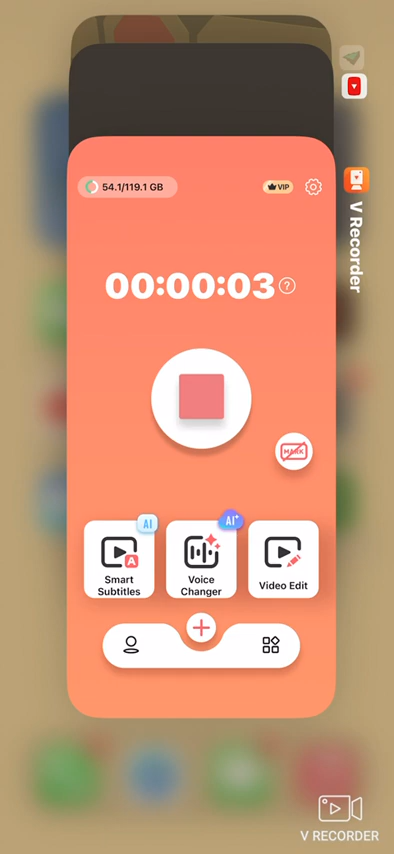 54.1/119.1 GB
VIP
V Recorder
00:00:03
?
MARK
AI
AI+
A
Smart
Subtitles
Voice
Changer
Video Edit
V RECORDER